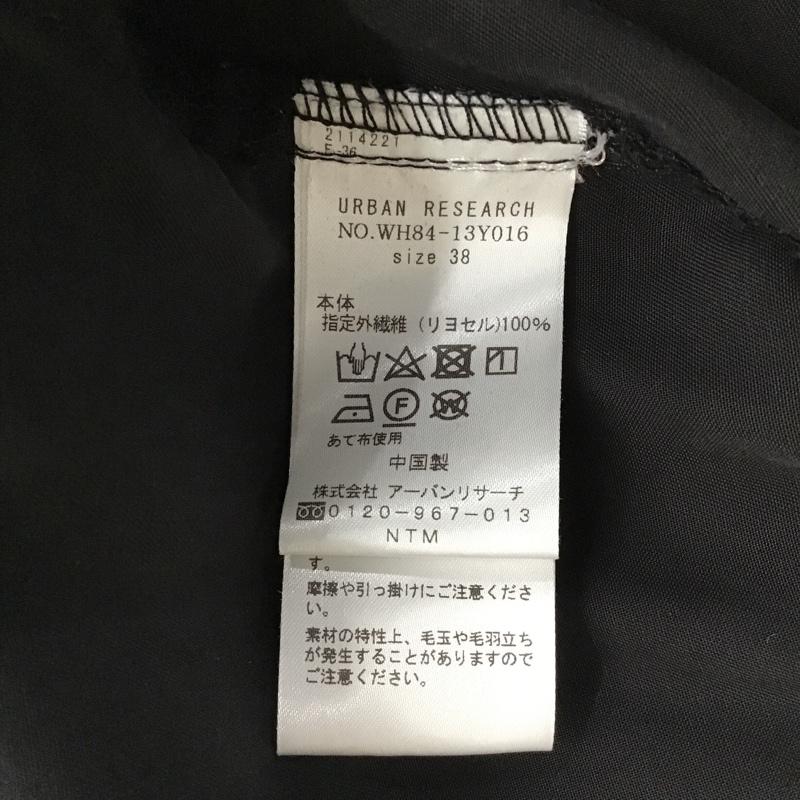 2114221
F -36
URBAN RESEARCH
NO.WH84-13Y016
size 38
本体
指定外繊維 (リヨセル)100%
F W
あて布使用
中国製
株式会社 アーバンリサーチ
0120-967-013
NTM
す。
摩擦や引っ掛けにご注意くださ
い。
素材の特性上、毛玉や毛羽立ち
が発生することがありますので
ご注意ください。